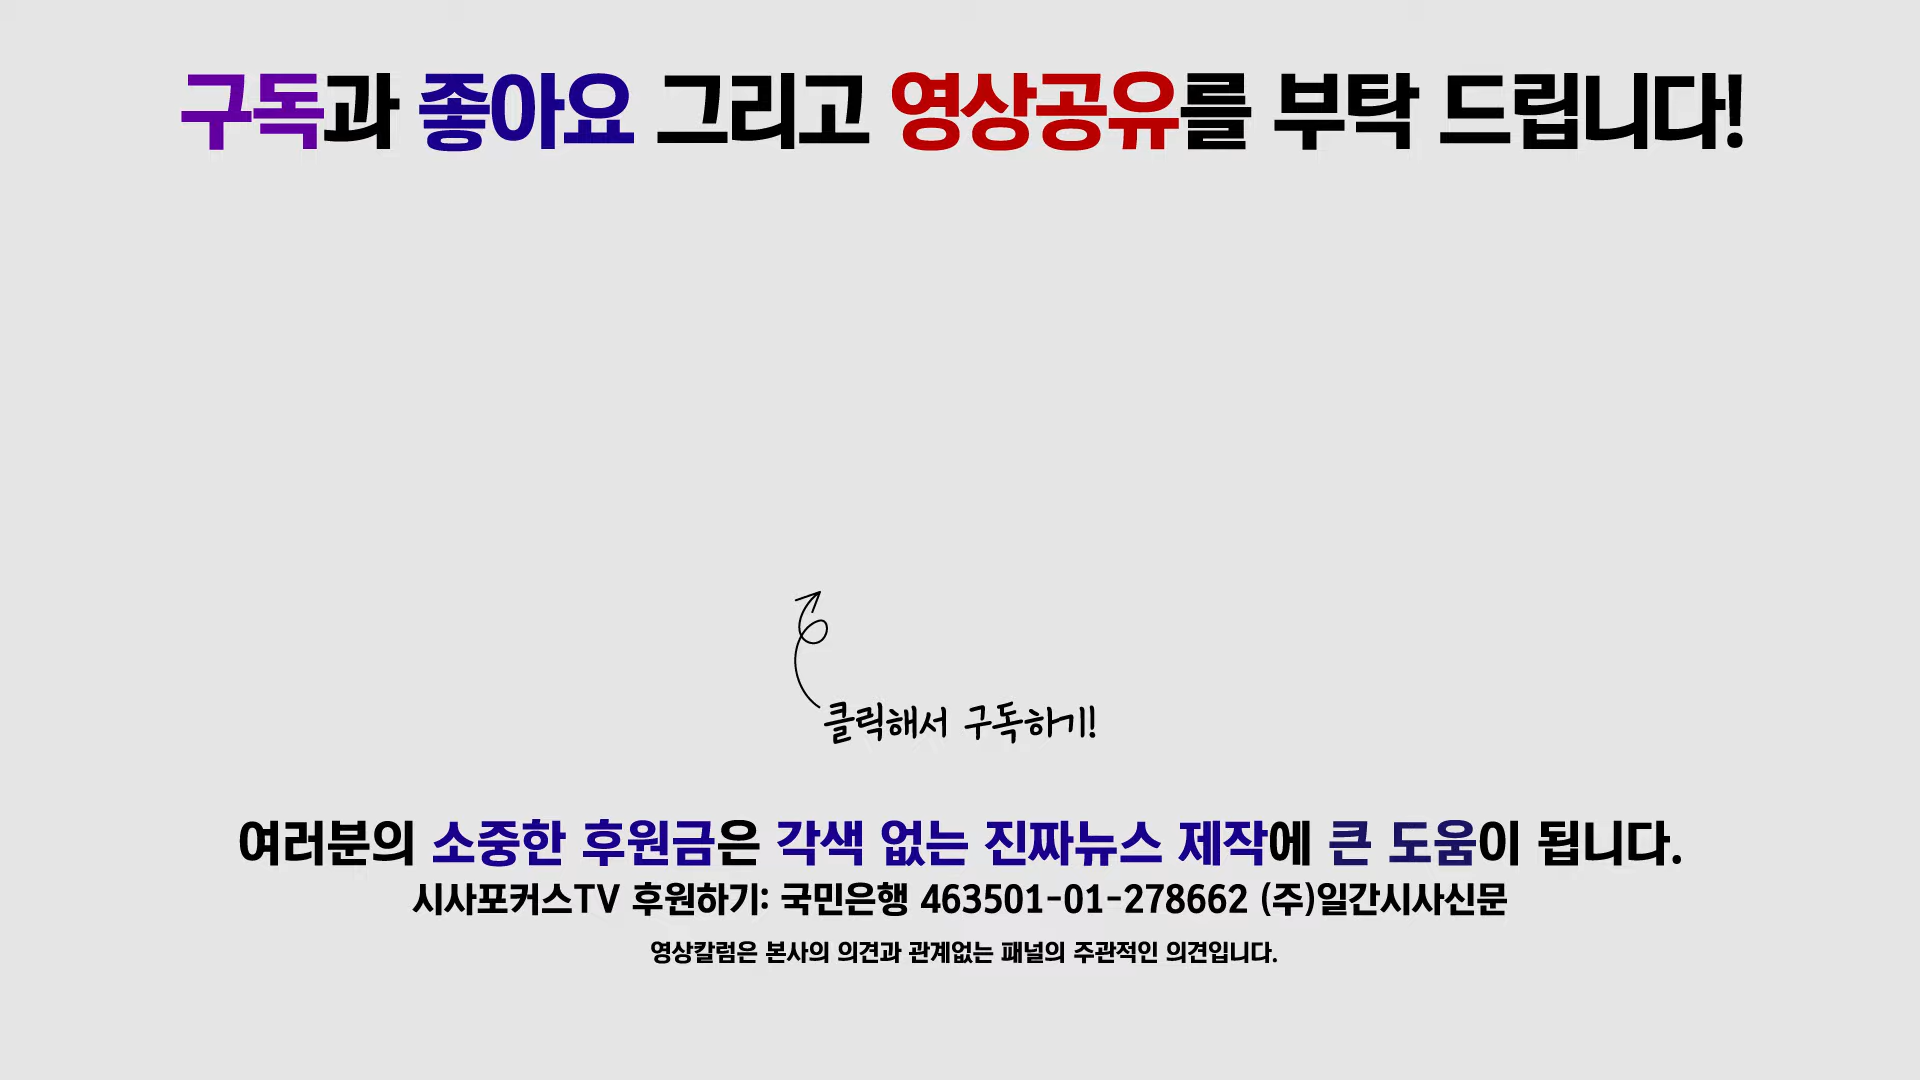 구독과 좋아요 그리고 영상공유를 부탁 드립니다!
클릭해서 구독하기!
여러분의 소중한 후원금은 각색 없는 진짜뉴스 제작에 큰 도움이 됩니다.
시사포커스TV 후원하기: 국민은행 463501-01-278662 (주)일간시사신문
영상칼럼은 본사의 의견과 관계없는 패널의 주관적인 의견입니다.